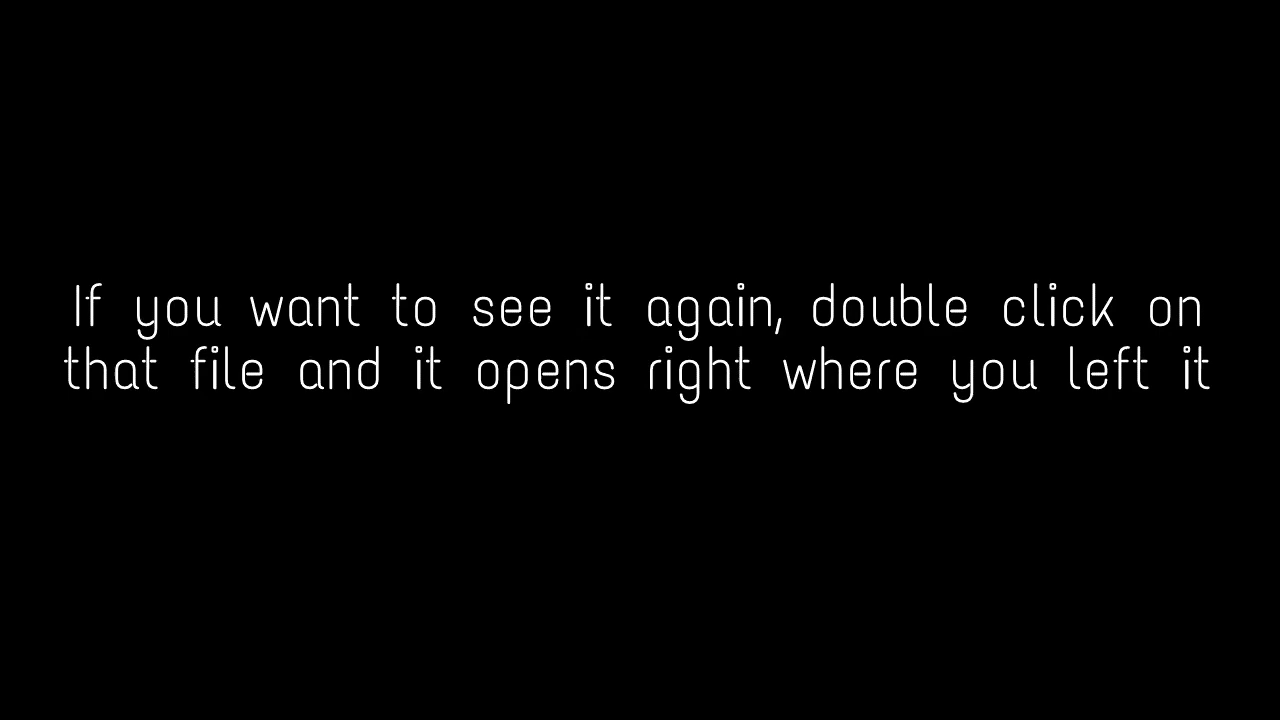 If you want to see it again, double click on
that file and it opens right where you left it